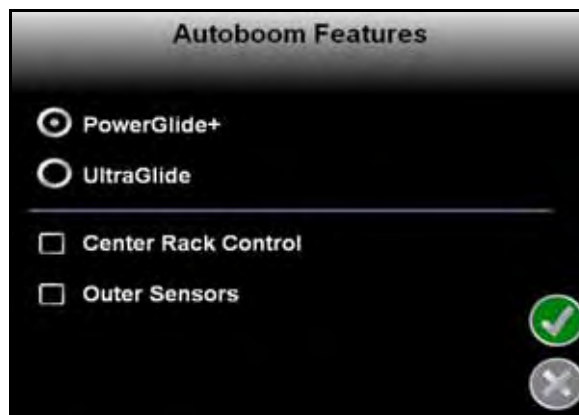 Autoboom Features
PowerGlide+
UltraGlide
Center Rack Control
Outer Sensors